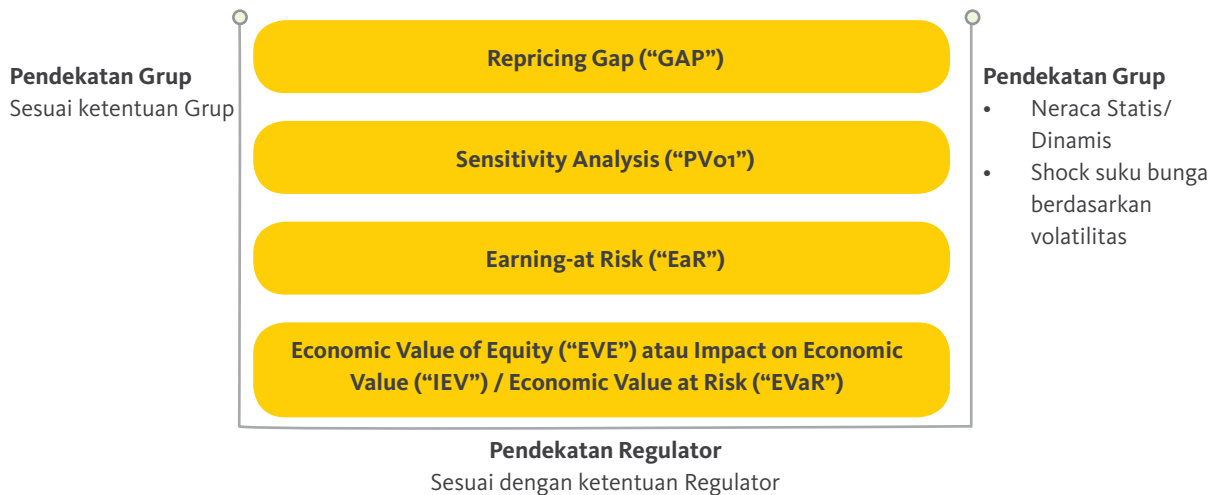 Pendekatan Grup
Sesuai ketentuan Grup
Repricing Gap (“GAP”)
Sensitivity Analysis (“PV01”)
Earning-at Risk (“EaR”)
Economic Value of Equity (“EVE”) atau Impact on Economic
Value (“IEV”) / Economic Value at Risk (“EVaR”)
Pendekatan Grup
• Neraca Statis/
Dinamis
• Shock suku bunga
berdasarkan
volatilitas
Pendekatan Regulator
Sesuai dengan ketentuan Regulator